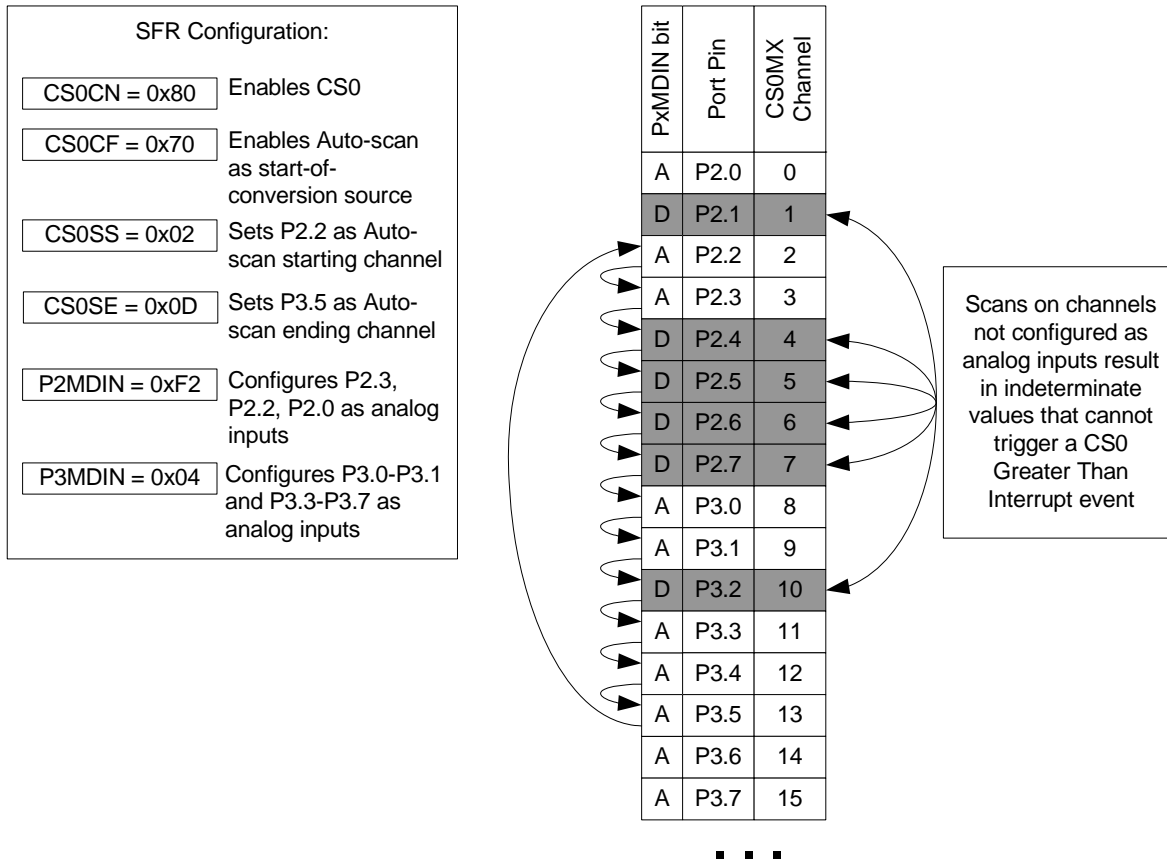 SFR Configuration:
CS0CN = 0x80
Enables CS0
CS0CF = 0x70
Enables Auto-scan
as start-of-
conversion source
CS0SS = 0x02
Sets P2.2 as Auto-
scan starting channel
CS0SE = 0x0D
Sets P3.5 as Auto-
scan ending channel
P2MDIN = 0xF2
Configures P2.3,
P2.2, P2.0 as analog
inputs
P3MDIN = 0x04
Configures P3.0-P3.1
and P3.3-P3.7 as
analog inputs
PxMDIN bit
Port Pin
CS0MX
Channel
A P2.0 0
D P2.1 1
A P2.2 2
A P2.3 3
D P2.4 4
D P2.5 5
D P2.6 6
D P2.7 7
A P3.0 8
A P3.1 9
D P3.2 10
A P3.3 11
A P3.4 12
A P3.5 13
A P3.6 14
A P3.7 15
Scans on channels
not configured as
analog inputs result
in indeterminate
values that cannot
trigger a CS0
Greater Than
Interrupt event